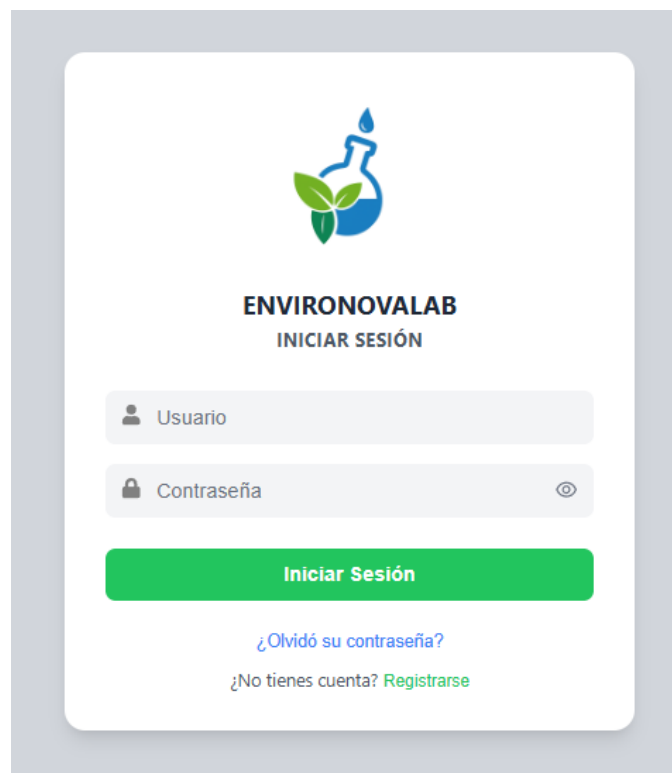 ENVIRONOVALAB
INICIAR SESIÓN
Usuario
Contraseña
Iniciar Sesión
¿Olvidó su contraseña?
¿No tienes cuenta? Registrarse